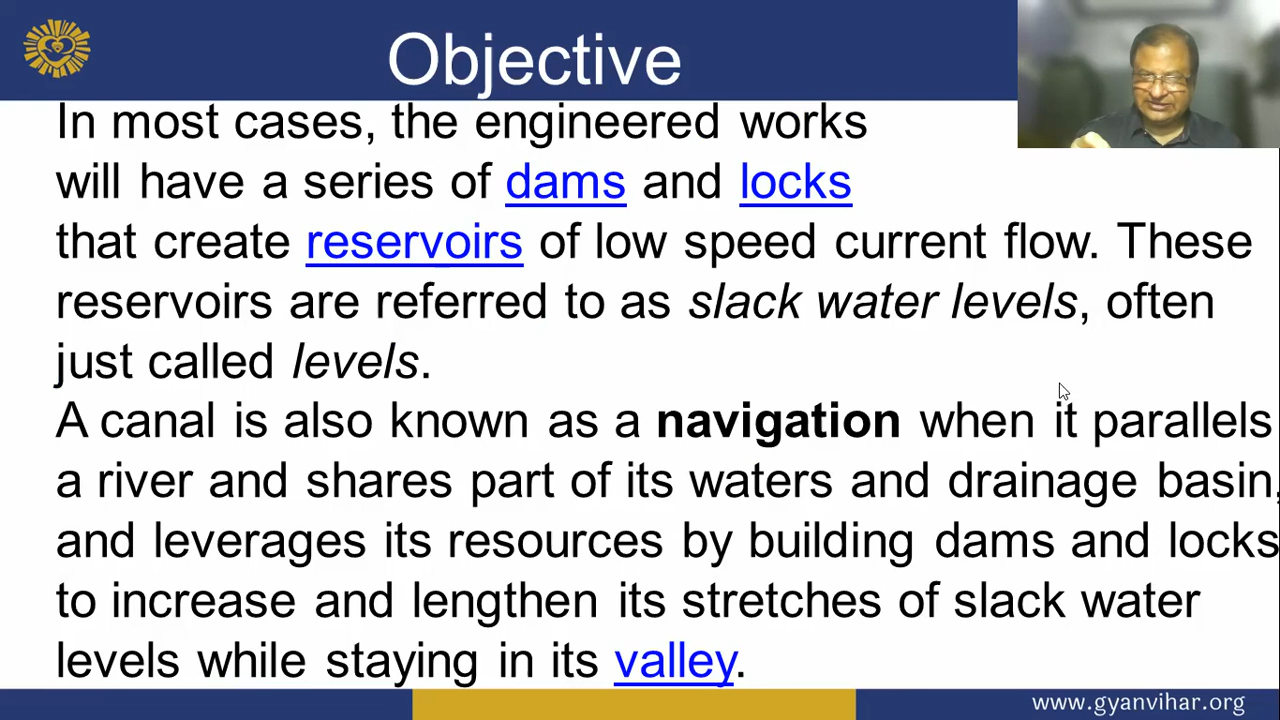 Objective
In most cases, the engineered works
will have a series of dams and locks
that create reservoirs of low speed current flow. These
reservoirs are referred to as slack water levels, often
just called levels.
A canal is also known as a navigation when it parallels
a river and shares part of its waters and drainage basin,
and leverages its resources by building dams and locks
to increase and lengthen its stretches of slack water
levels while staying in its valley.
www.gyanvihar.org